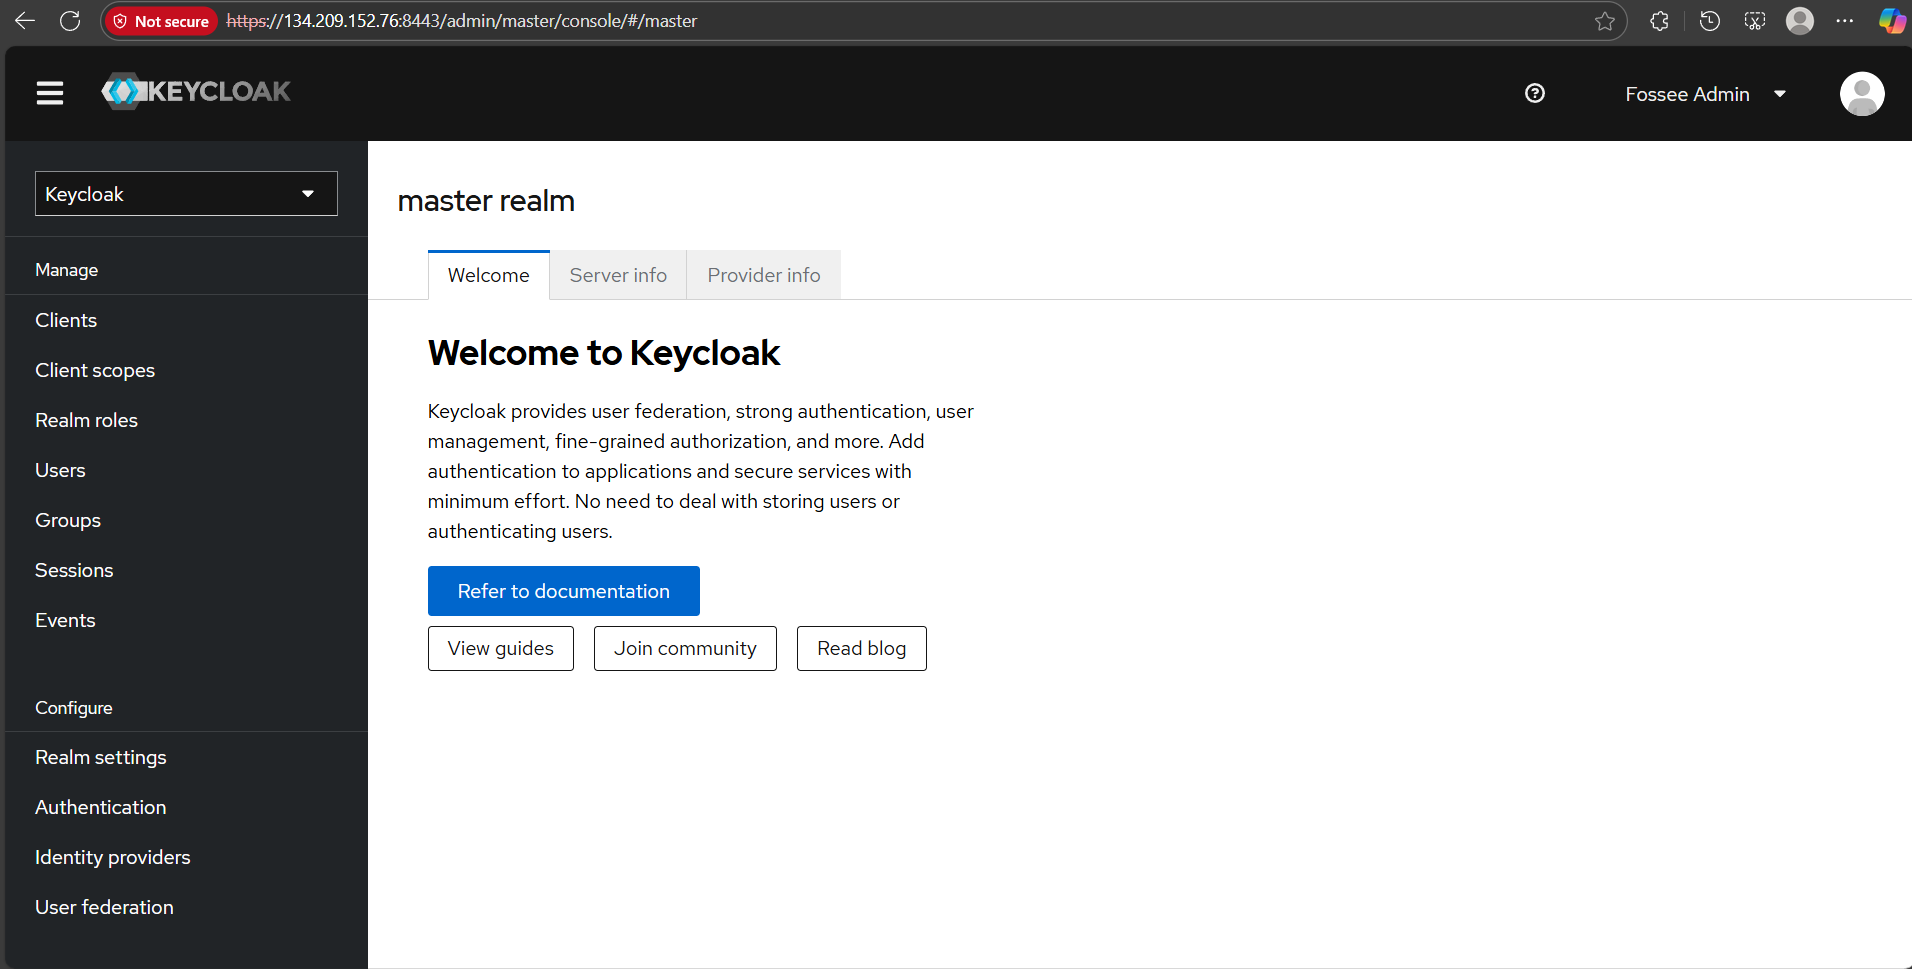 Not secure https://134.209.152.76:8443/admin/master/console/#/master
KEYCLOAK
Fossee Admin
Keycloak
Manage
Clients
Client scopes
Realm roles
Users
Groups
Sessions
Events
Configure
Realm settings
Authentication
Identity providers
User federation
master realm
Welcome Server info Provider info
Welcome to Keycloak
Keycloak provides user federation, strong authentication, user
management, fine-grained authorization, and more. Add
authentication to applications and secure services with
minimum effort. No need to deal with storing users or
authenticating users.
Refer to documentation
View guides Join community Read blog